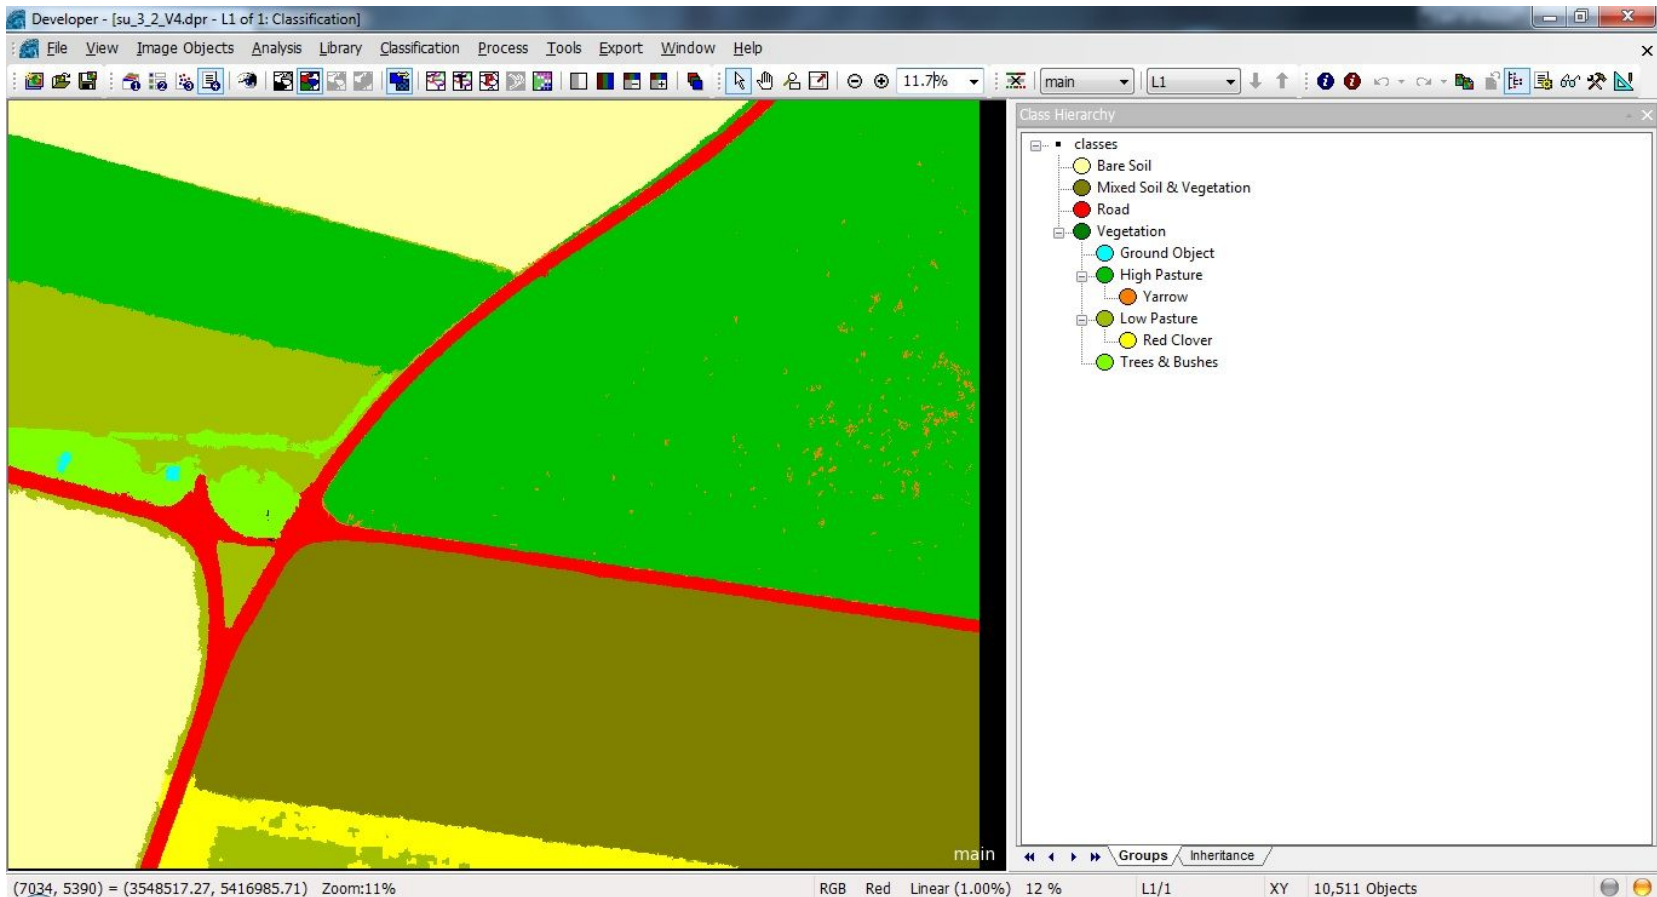 Developer - [su_3_2_V4.dpr - L1 of 1: Classification]
File View Image Objects Analysis Library Classification Process Tools Export Window Help
11.7% main L1
Class Hierarchy
classes
Bare Soil
Mixed Soil & Vegetation
Road
Vegetation
Ground Object
High Pasture
Yarrow
Low Pasture
Red Clover
Trees & Bushes
main
Groups Inheritance
(7034, 5390) = (3548517.27, 5416985.71) Zoom:11% RGB Red Linear (1.00%) 12 % L1/1 XY 10,511 Objects